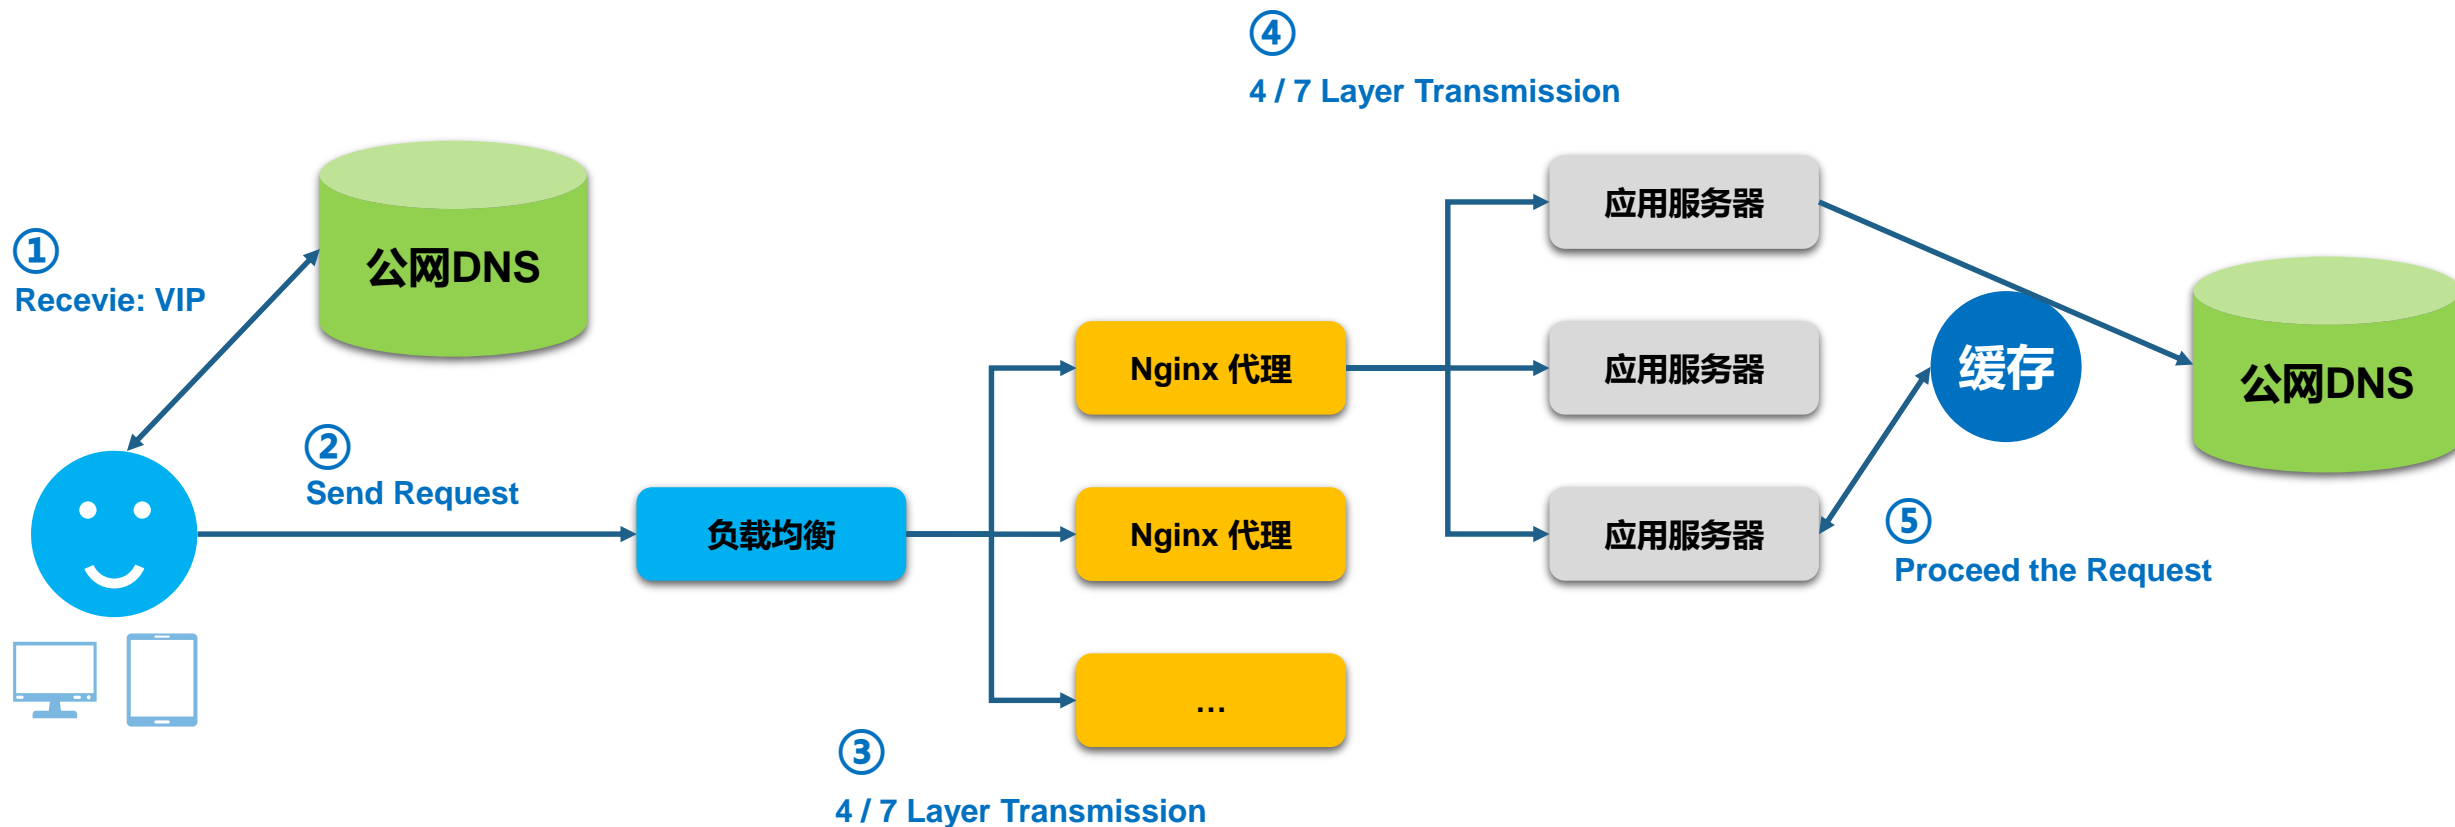 ①
Recevie: VIP
公网DNS
②
Send Request
负载均衡
③
4 / 7 Layer Transmission
Nginx 代理
Nginx 代理
...
④
4 / 7 Layer Transmission
应用服务器
应用服务器
应用服务器
缓存
⑤
Proceed the Request
公网DNS